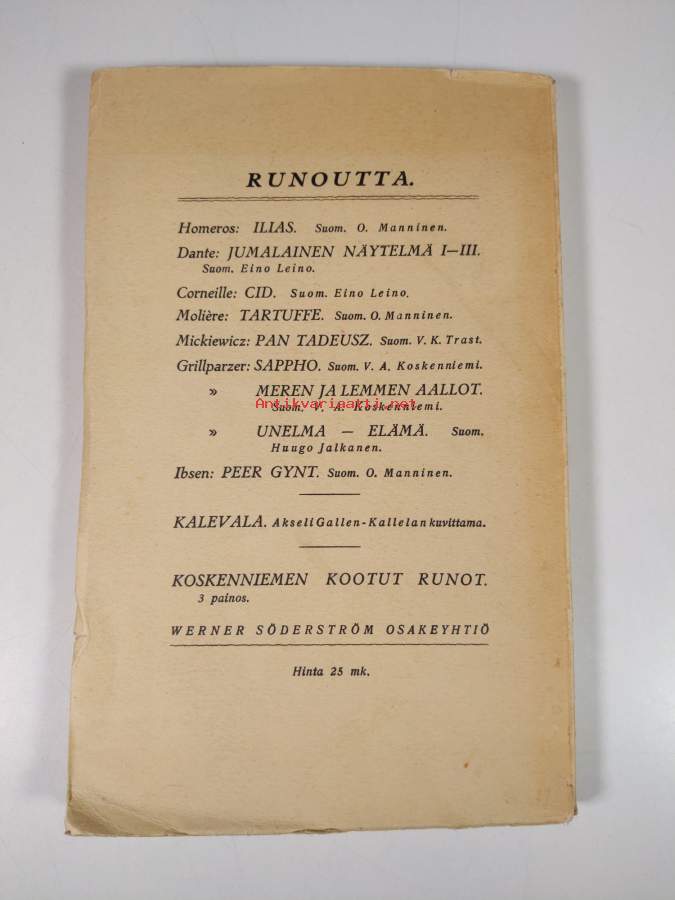 RUNOUTTA.
Homeros: ILIAS. Suom. O. Manninen.
Dante: JUMALAINEN NÄYTELMÄ I—III.
Suom. Eino Leino.
Corneille: CID. Suom. Eino Leino.
Molière: TARTUFFE. Suom. O. Manninen.
Mickiewicz: PAN TADEUSZ. Suom. V. K. Trast.
Grillparzer: SAPPHO. Suom. V. A. Koskenniemi.
» MEREN JA LEMMEN AALLOT.
Antikvariaatti.net
Suom. V. A. Koskenniemi.
» UNELMA — ELÄMÄ. Suom.
Huugo Jalkanen.
Ibsen: PEER GYNT. Suom. O. Manninen.
KALEVALA. Akseli Gallen-Kallelan kuvittama.
KOSKENNIEMEN KOOTUT RUNOT.
3 painos.
WERNER SÖDERSTRÖM OSAKEYHTIÖ
Hinta 25 mk.